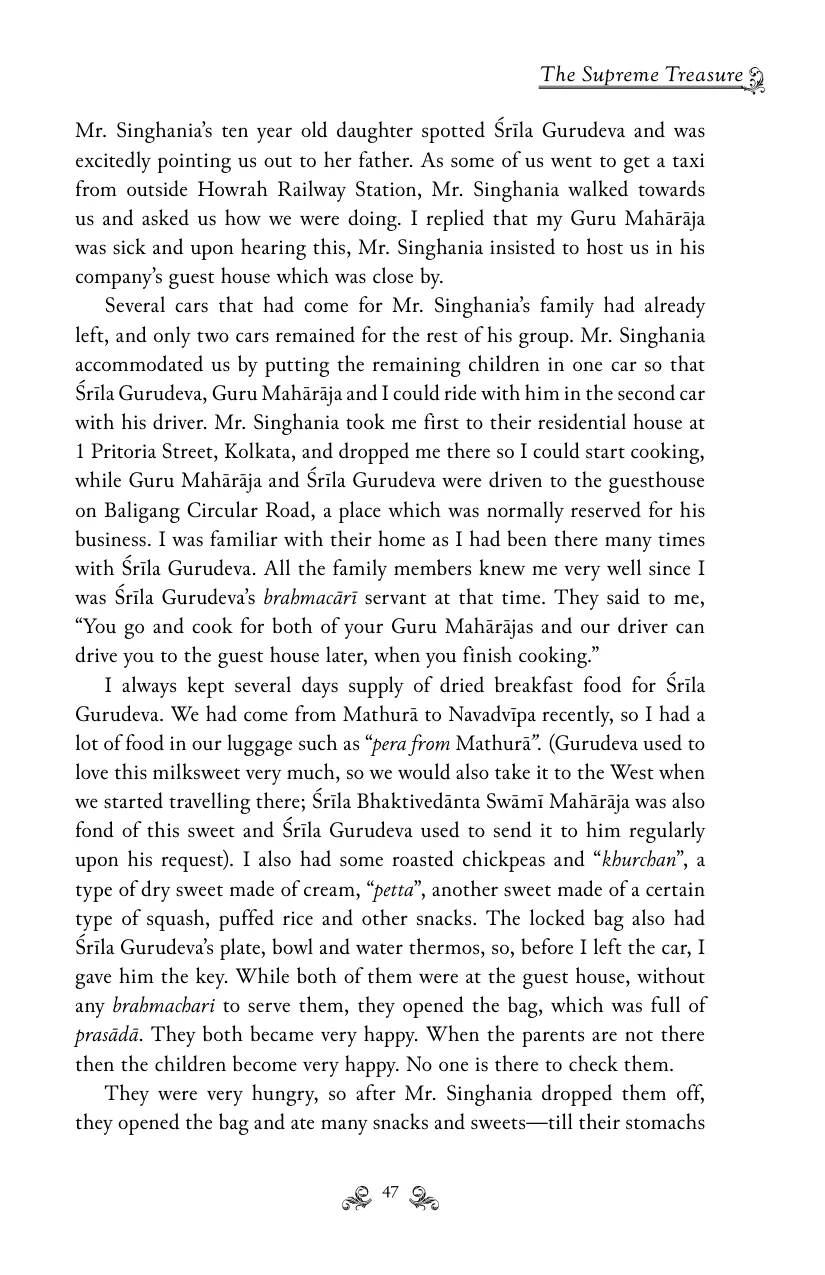 The Supreme Treasure
Mr. Singhania’s ten year old daughter spotted Śrīla Gurudeva and was
excitedly pointing us out to her father. As some of us went to get a taxi
from outside Howrah Railway Station, Mr. Singhania walked towards
us and asked us how we were doing. I replied that my Guru Mahārāja
was sick and upon hearing this, Mr. Singhania insisted to host us in his
company’s guest house which was close by.
Several cars that had come for Mr. Singhania’s family had already
left, and only two cars remained for the rest of his group. Mr. Singhania
accommodated us by putting the remaining children in one car so that
Śrīla Gurudeva, Guru Mahārāja and I could ride with him in the second car
with his driver. Mr. Singhania took me first to their residential house at
1 Pritoria Street, Kolkata, and dropped me there so I could start cooking,
while Guru Mahārāja and Śrīla Gurudeva were driven to the guesthouse
on Baligang Circular Road, a place which was normally reserved for his
business. I was familiar with their home as I had been there many times
with Śrīla Gurudeva. All the family members knew me very well since I
was Śrīla Gurudeva’s brahmacārī servant at that time. They said to me,
“You go and cook for both of your Guru Mahārājas and our driver can
drive you to the guest house later, when you finish cooking.”
I always kept several days supply of dried breakfast food for Śrīla
Gurudeva. We had come from Mathurā to Navadvīpa recently, so I had a
lot of food in our luggage such as “pera from Mathurā”. (Gurudeva used to
love this milksweet very much, so we would also take it to the West when
we started travelling there; Śrīla Bhaktivedānta Swāmī Mahārāja was also
fond of this sweet and Śrīla Gurudeva used to send it to him regularly
upon his request). I also had some roasted chickpeas and “khurchan”, a
type of dry sweet made of cream, “petta”, another sweet made of a certain
type of squash, puffed rice and other snacks. The locked bag also had
Śrīla Gurudeva’s plate, bowl and water thermos, so, before I left the car, I
gave him the key. While both of them were at the guest house, without
any brahmachari to serve them, they opened the bag, which was full of
prasādā. They both became very happy. When the parents are not there
then the children become very happy. No one is there to check them.
They were very hungry, so after Mr. Singhania dropped them off,
they opened the bag and ate many snacks and sweets—till their stomachs
47